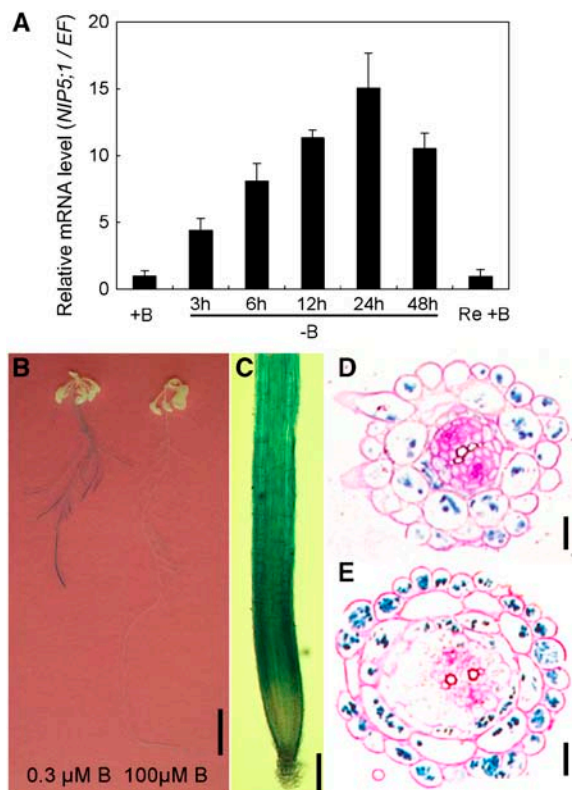 A
Relative mRNA level (NIP5;1 / EF)
20
15
10
5
0
+B
3h 6h 12h 24h 48h
-B
Re +B
B
C
D
E
0.3 µM B 100µM B